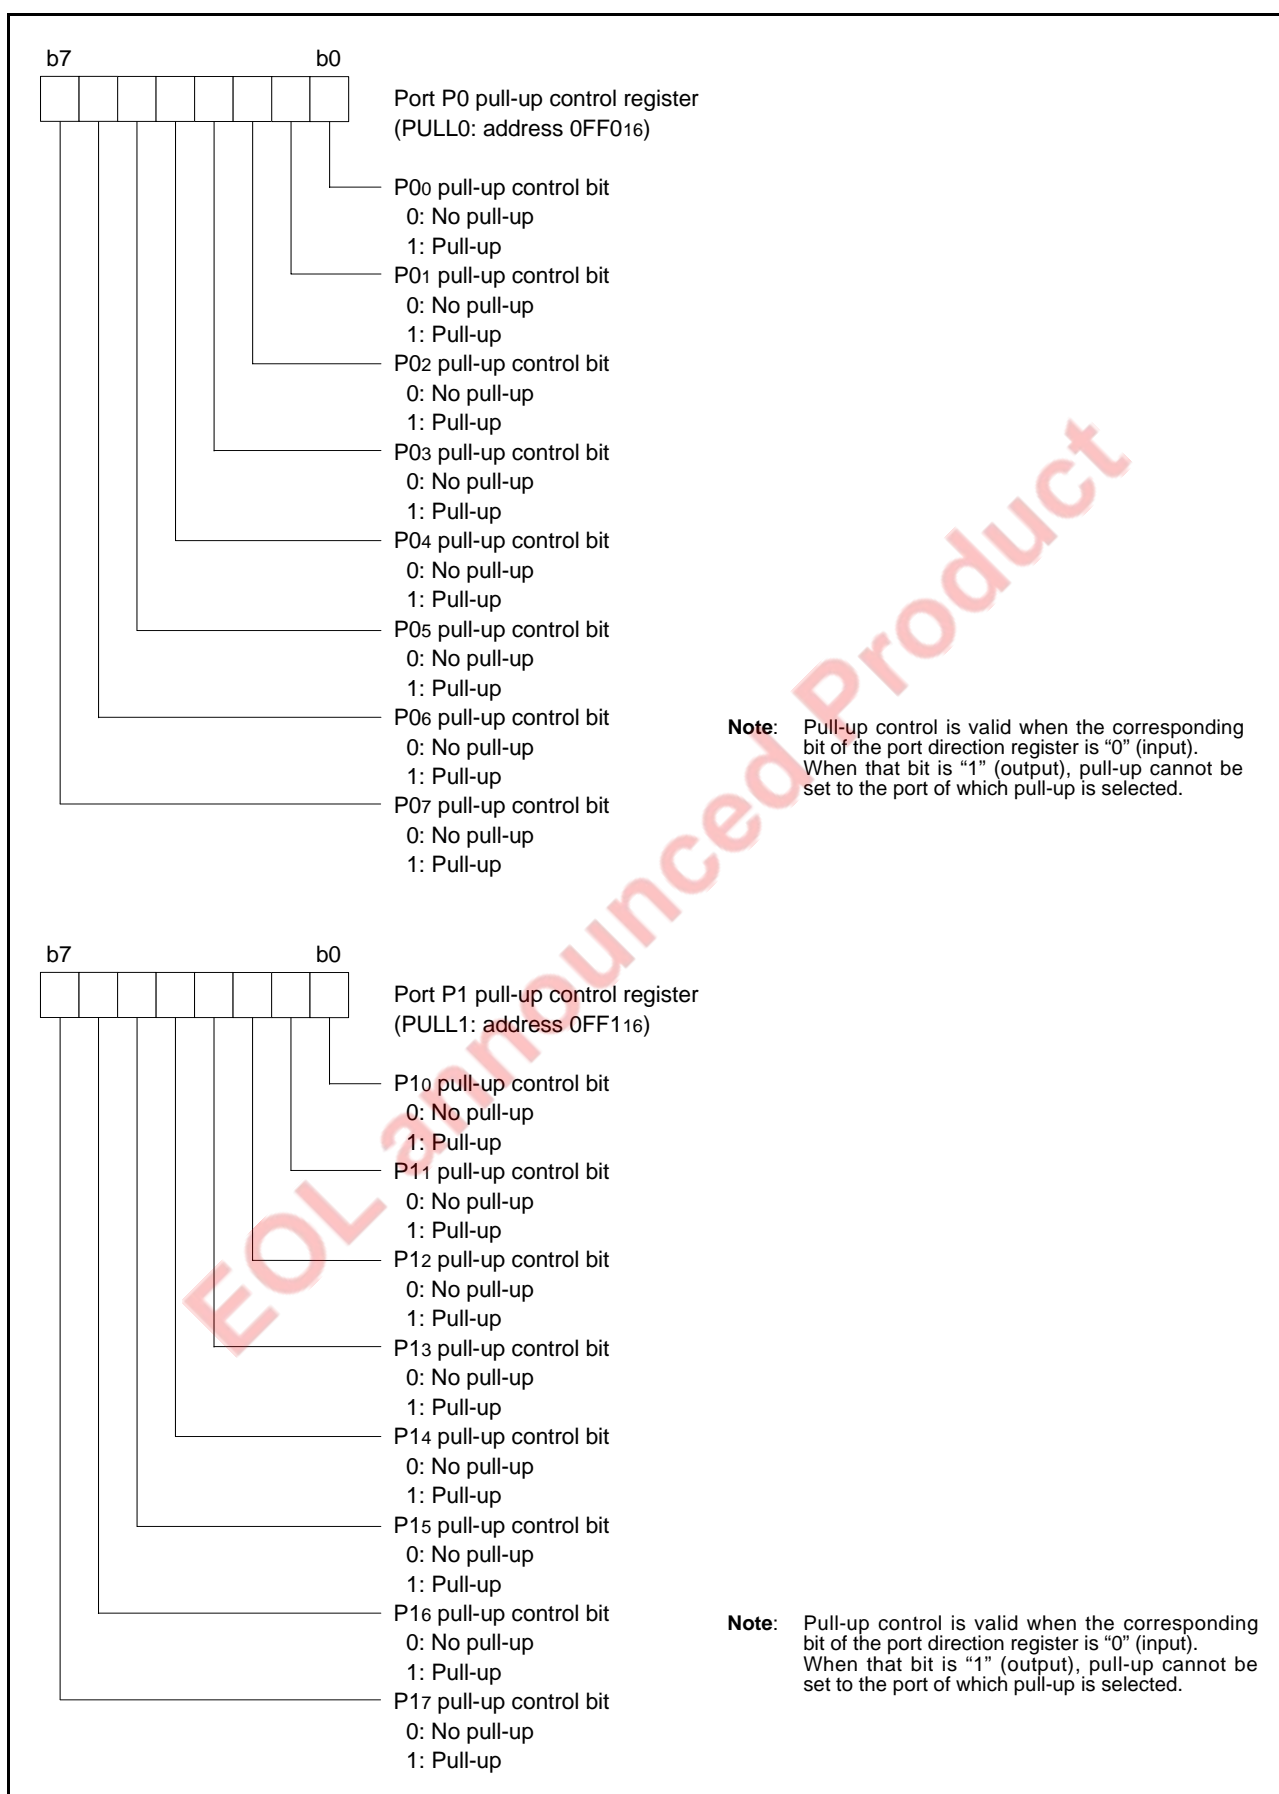 b7 b0
Port P0 pull-up control register
(PULL0: address 0FF016)
P00 pull-up control bit
0: No pull-up
1: Pull-up
P01 pull-up control bit
0: No pull-up
1: Pull-up
P02 pull-up control bit
0: No pull-up
1: Pull-up
P03 pull-up control bit
0: No pull-up
1: Pull-up
P04 pull-up control bit
0: No pull-up
1: Pull-up
P05 pull-up control bit
0: No pull-up
1: Pull-up
P06 pull-up control bit
0: No pull-up
1: Pull-up
P07 pull-up control bit
0: No pull-up
1: Pull-up
Note: Pull-up control is valid when the corresponding
bit of the port direction register is “0” (input).
When that bit is “1” (output), pull-up cannot be
set to the port of which pull-up is selected.
b7 b0
Port P1 pull-up control register
(PULL1: address 0FF116)
P10 pull-up control bit
0: No pull-up
1: Pull-up
P11 pull-up control bit
0: No pull-up
1: Pull-up
P12 pull-up control bit
0: No pull-up
1: Pull-up
P13 pull-up control bit
0: No pull-up
1: Pull-up
P14 pull-up control bit
0: No pull-up
1: Pull-up
P15 pull-up control bit
0: No pull-up
1: Pull-up
P16 pull-up control bit
0: No pull-up
1: Pull-up
P17 pull-up control bit
0: No pull-up
1: Pull-up
Note: Pull-up control is valid when the corresponding
bit of the port direction register is “0” (input).
When that bit is “1” (output), pull-up cannot be
set to the port of which pull-up is selected.
EOL announced Product